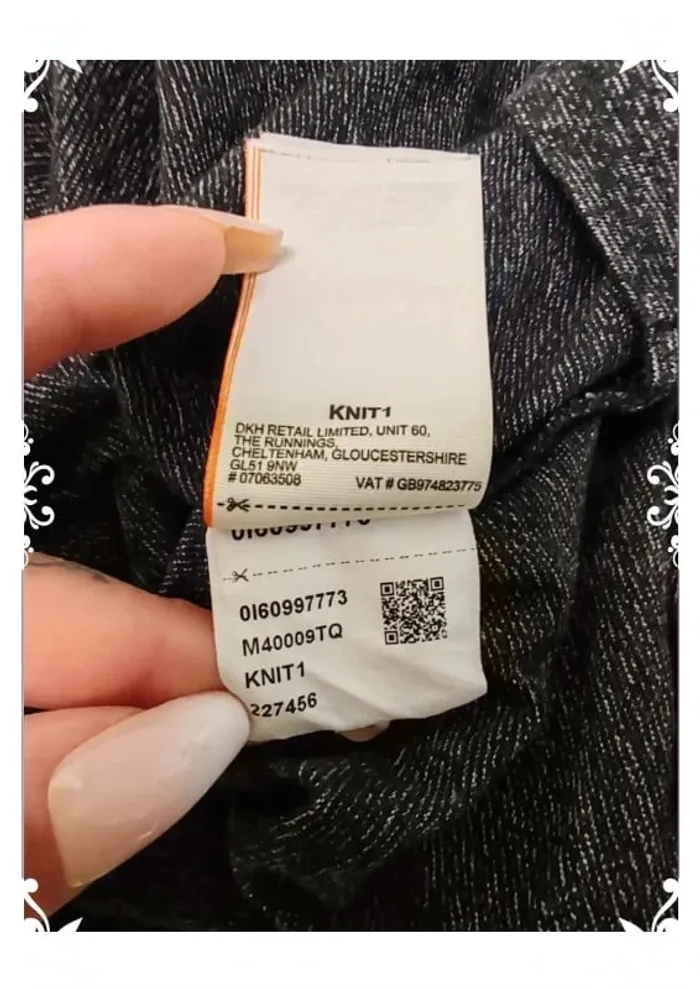 KNIT1
DKH RETAIL LIMITED, UNIT 60,
THE RUNNINGS,
CHELTENHAM, GLOUCESTERSHIRE
GL51 9NW
# 07063508 VAT # GB974823775
0I60997773
M40009TQ
KNIT1